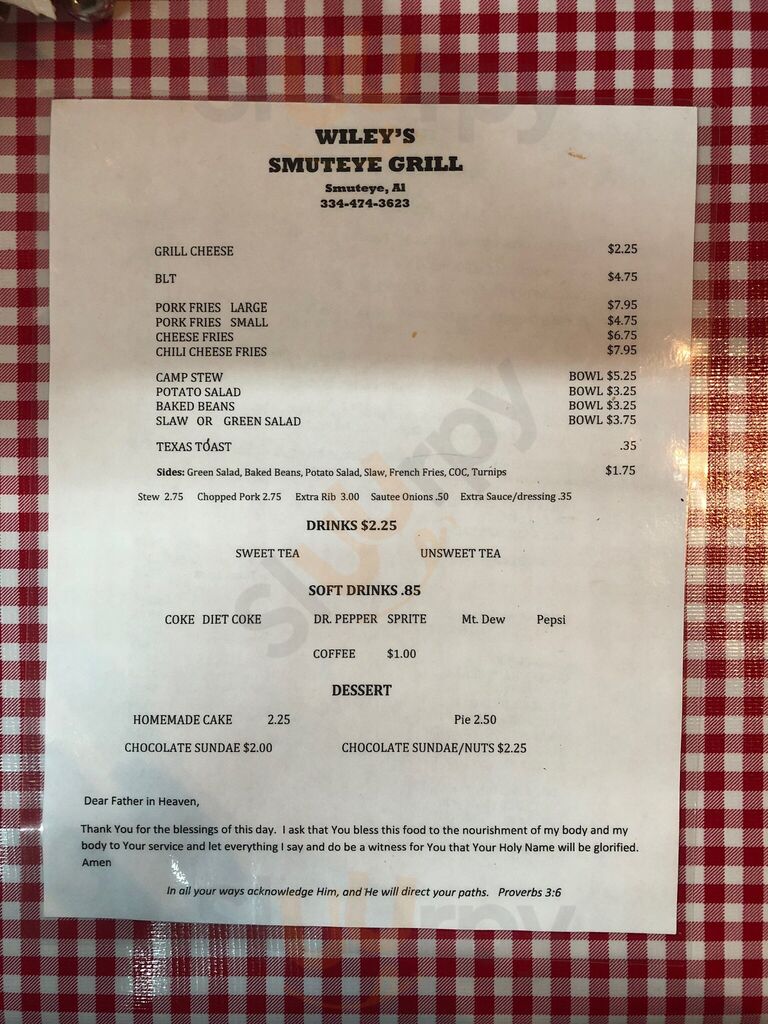 WILEY'S
SMUTEYE GRILL
Smuteye, Al
334-474-3623
GRILL CHEESE $2.25
BLT $4.75
PORK FRIES LARGE $7.95
PORK FRIES SMALL $4.75
CHEESE FRIES $6.75
CHILI CHEESE FRIES $7.95
CAMP STEW BOWL $5.25
POTATO SALAD BOWL $3.25
BAKED BEANS BOWL $3.25
SLAW OR GREEN SALAD BOWL $3.75
TEXAS TOAST .35
Sides: Green Salad, Baked Beans, Potato Salad, Slaw, French Fries, COC, Turnips $1.75
Stew 2.75 Chopped Pork 2.75 Extra Rib 3.00 Sautee Onions .50 Extra Sauce/dressing .35
DRINKS $2.25
SWEET TEA UNSWEET TEA
SOFT DRINKS .85
COKE DIET COKE DR. PEPPER SPRITE Mt. Dew Pepsi
COFFEE $1.00
DESSERT
HOMEMADE CAKE 2.25 Pie 2.50
CHOCOLATE SUNDAE $2.00 CHOCOLATE SUNDAE/NUTS $2.25
Dear Father in Heaven,
Thank You for the blessings of this day. I ask that You bless this food to the nourishment of my body and my
body to Your service and let everything I say and do be a witness for You that Your Holy Name will be glorified.
Amen
In all your ways acknowledge Him, and He will direct your paths. Proverbs 3:6
sluurpy